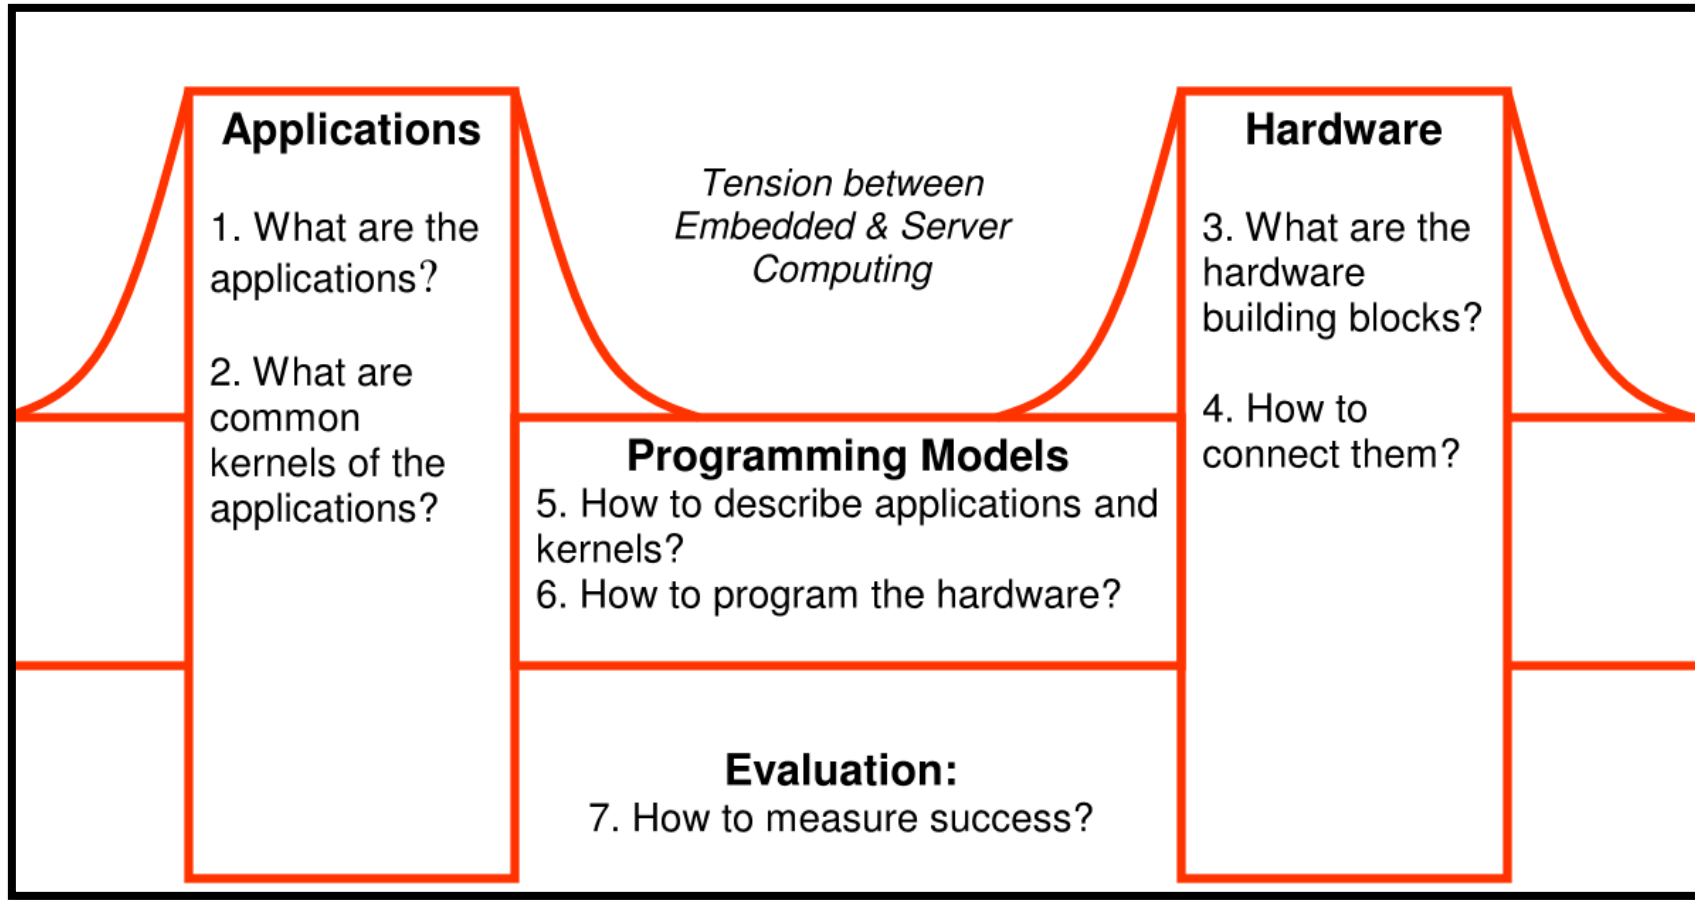 Applications
1. What are the
applications?
2. What are
common
kernels of the
applications?
Tension between
Embedded & Server
Computing
Hardware
3. What are the
hardware
building blocks?
4. How to
connect them?
Programming Models
5. How to describe applications and
kernels?
6. How to program the hardware?
Evaluation:
7. How to measure success?